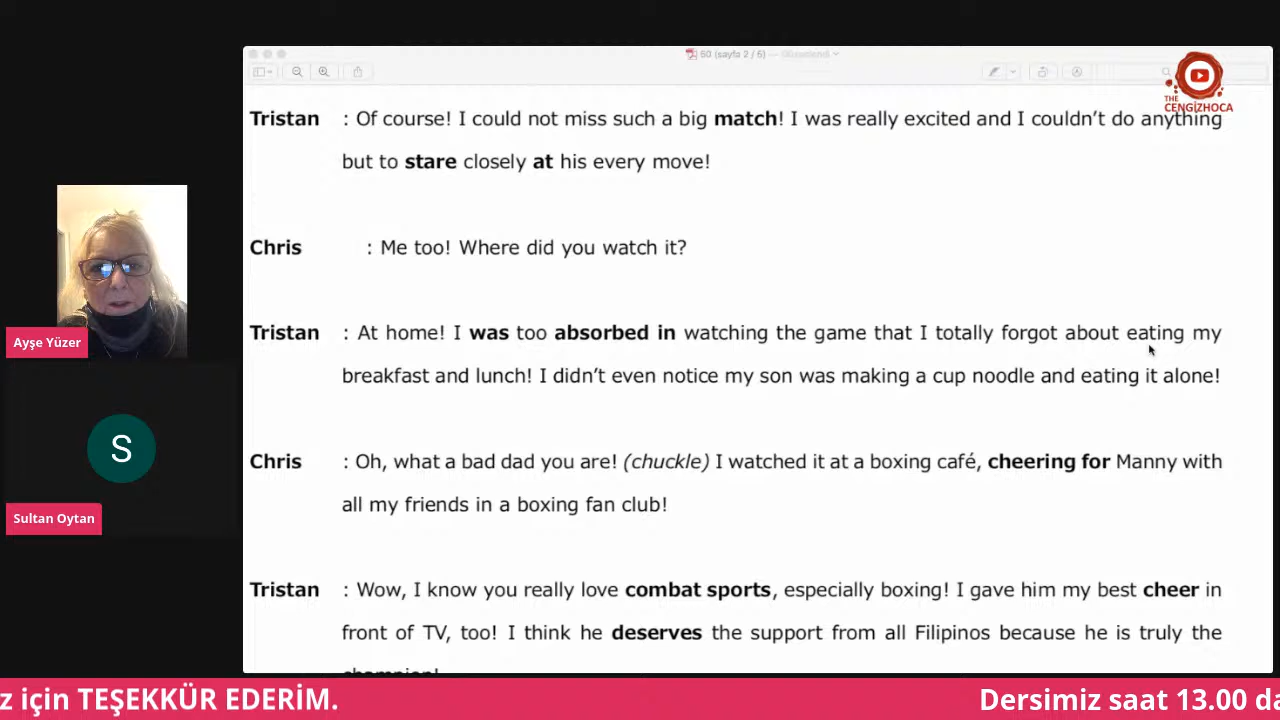 60 (sayfa 2 / 6)
THE
CENGİZHOCA
Tristan : Of course! I could not miss such a big match! I was really excited and I couldn't do anything
but to stare closely at his every move!
Chris : Me too! Where did you watch it?
Tristan : At home! I was too absorbed in watching the game that I totally forgot about eating my
breakfast and lunch! I didn't even notice my son was making a cup noodle and eating it alone!
Chris : Oh, what a bad dad you are! (chuckle) I watched it at a boxing café, cheering for Manny with
all my friends in a boxing fan club!
Tristan : Wow, I know you really love combat sports, especially boxing! I gave him my best cheer in
front of TV, too! I think he deserves the support from all Filipinos because he is truly the
champion!
Ayşe Yüzer
S
Sultan Oytan
z için TEŞEKKÜR EDERİM. Dersimiz saat 13.00 da